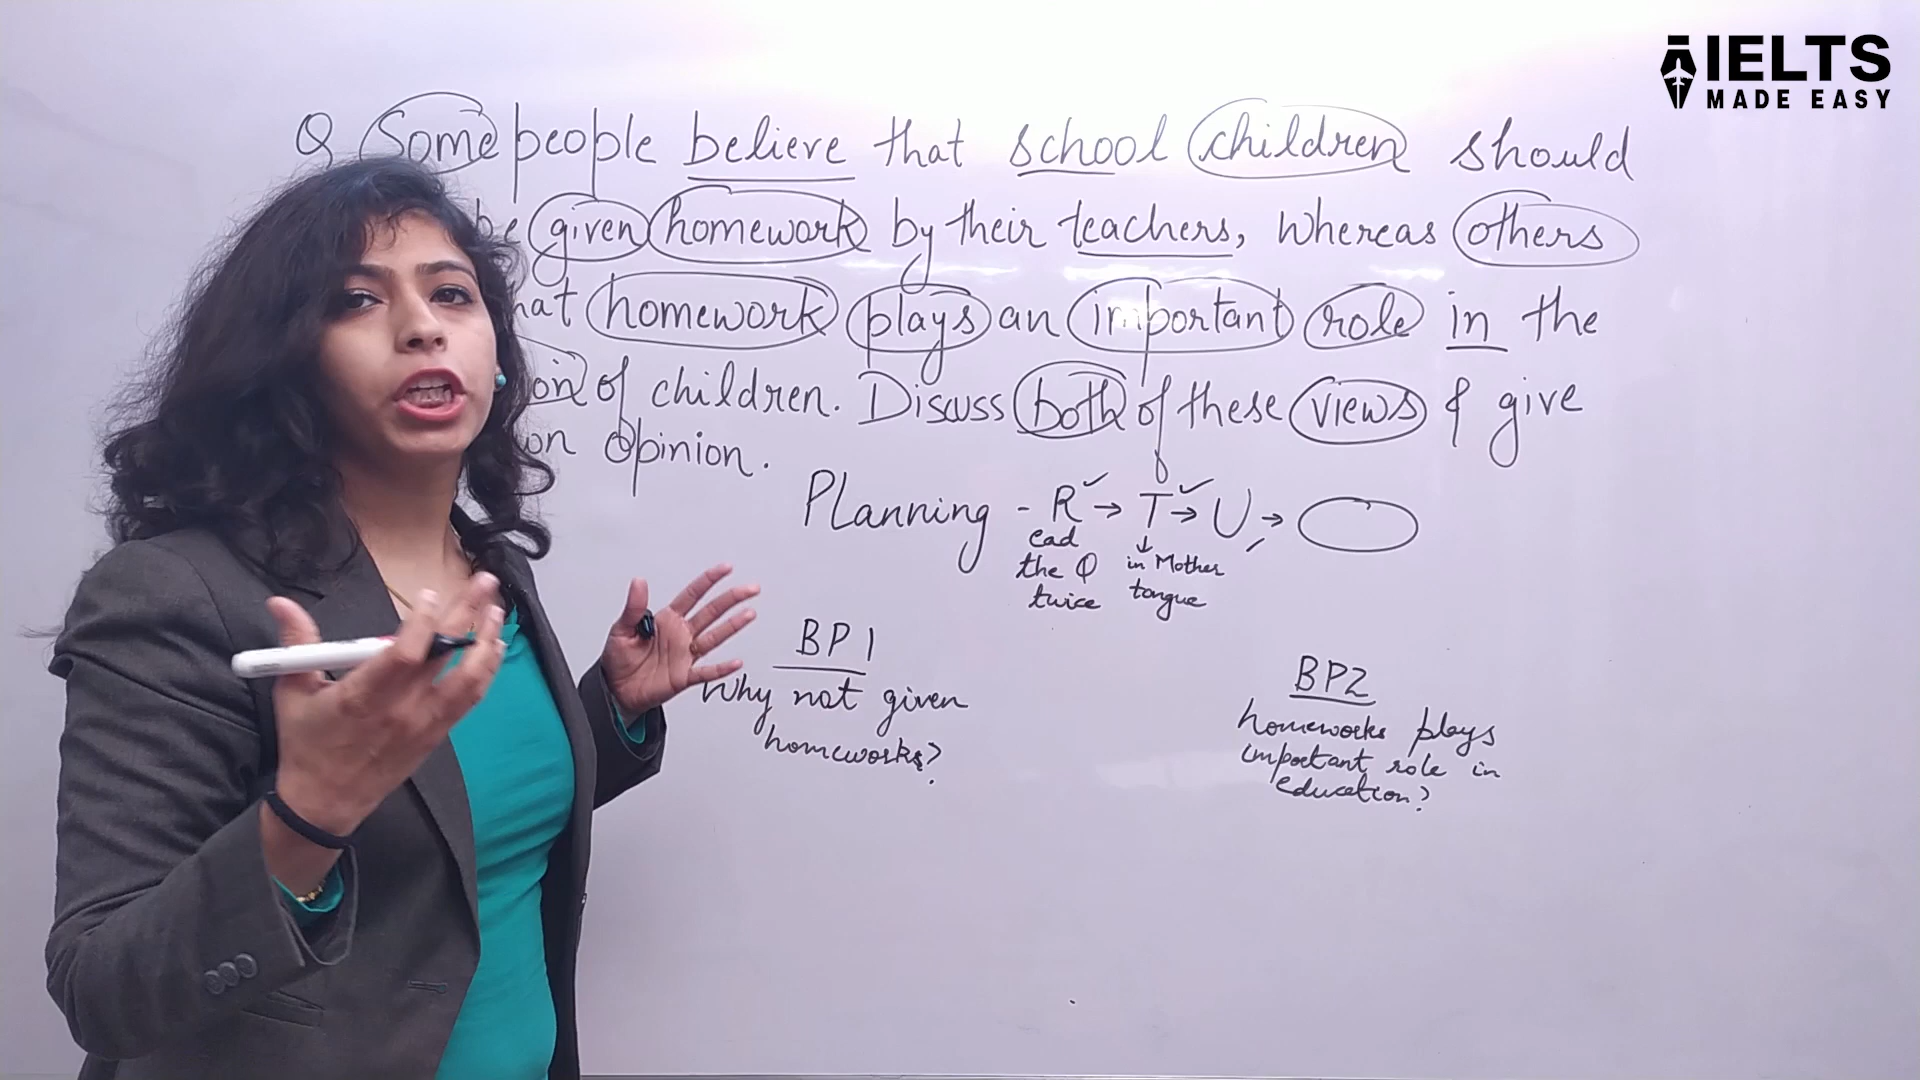 IELTS
MADE EASY
Q Some people believe that school children should
be given homework by their teachers, whereas others
hat homework plays an important role in the
on of children. Discuss both of these views & give
on opinion.
Planning - R → T → U →
ead
the Q
twice
in Mother
tongue
BP1
Why not given
homeworks?
BP2
homeworks plays
important role in
education?